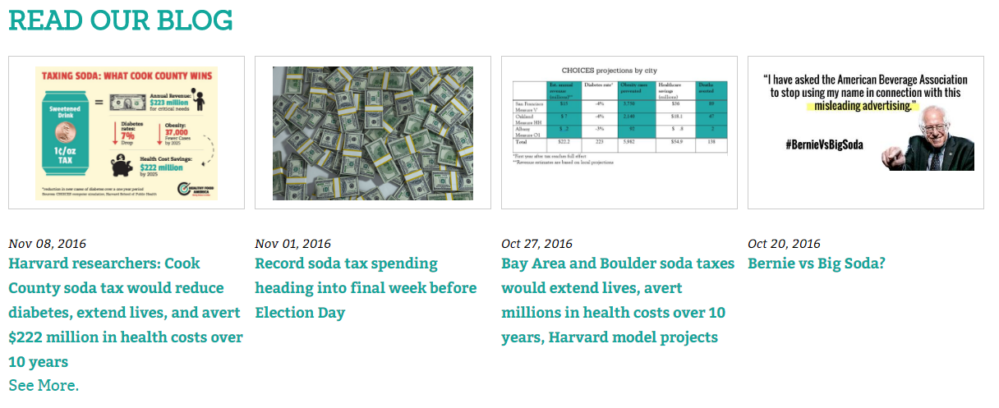 READ OUR BLOG
TAXING SODA: WHAT COOK COUNTY WINS
Sweetened
Drink
1¢/oz
TAX
=
Annual Revenue:
$223 million
for critical needs
Diabetes
rates:
7%
Drop
Obesity:
37,000
Fewer Cases
by 2025
Health Cost Savings:
$222 million
by 2025
*reduction in new cases of diabetes over a one year period
Sources: CHOICES computer simulation, Harvard School of Public Health
HEALTHY FOOD
AMERICA
CHOICES projections by city
Est. annual revenue (millions)** Diabetes rate* Obesity cases prevented Healthcare savings (millions) Deaths averted
San Francisco Measure V $15 -4% 3,750 $36 89
Oakland Measure HH $ 7 -4% 2,140 $18.1 47
Albany Measure O1 -3% 92 2
Total $22.2 223 5,982 $54.9 138
*First year after tax reaches full effect
**Revenue estimates are based on local projections
“I have asked the American Beverage Association
to stop using my name in connection with this
misleading advertising.”
#BernieVsBigSoda
Nov 08, 2016
Harvard researchers: Cook
County soda tax would reduce
diabetes, extend lives, and avert
$222 million in health costs over
10 years
See More.
Nov 01, 2016
Record soda tax spending
heading into final week before
Election Day
Oct 27, 2016
Bay Area and Boulder soda taxes
would extend lives, avert
millions in health costs over 10
years, Harvard model projects
Oct 20, 2016
Bernie vs Big Soda?